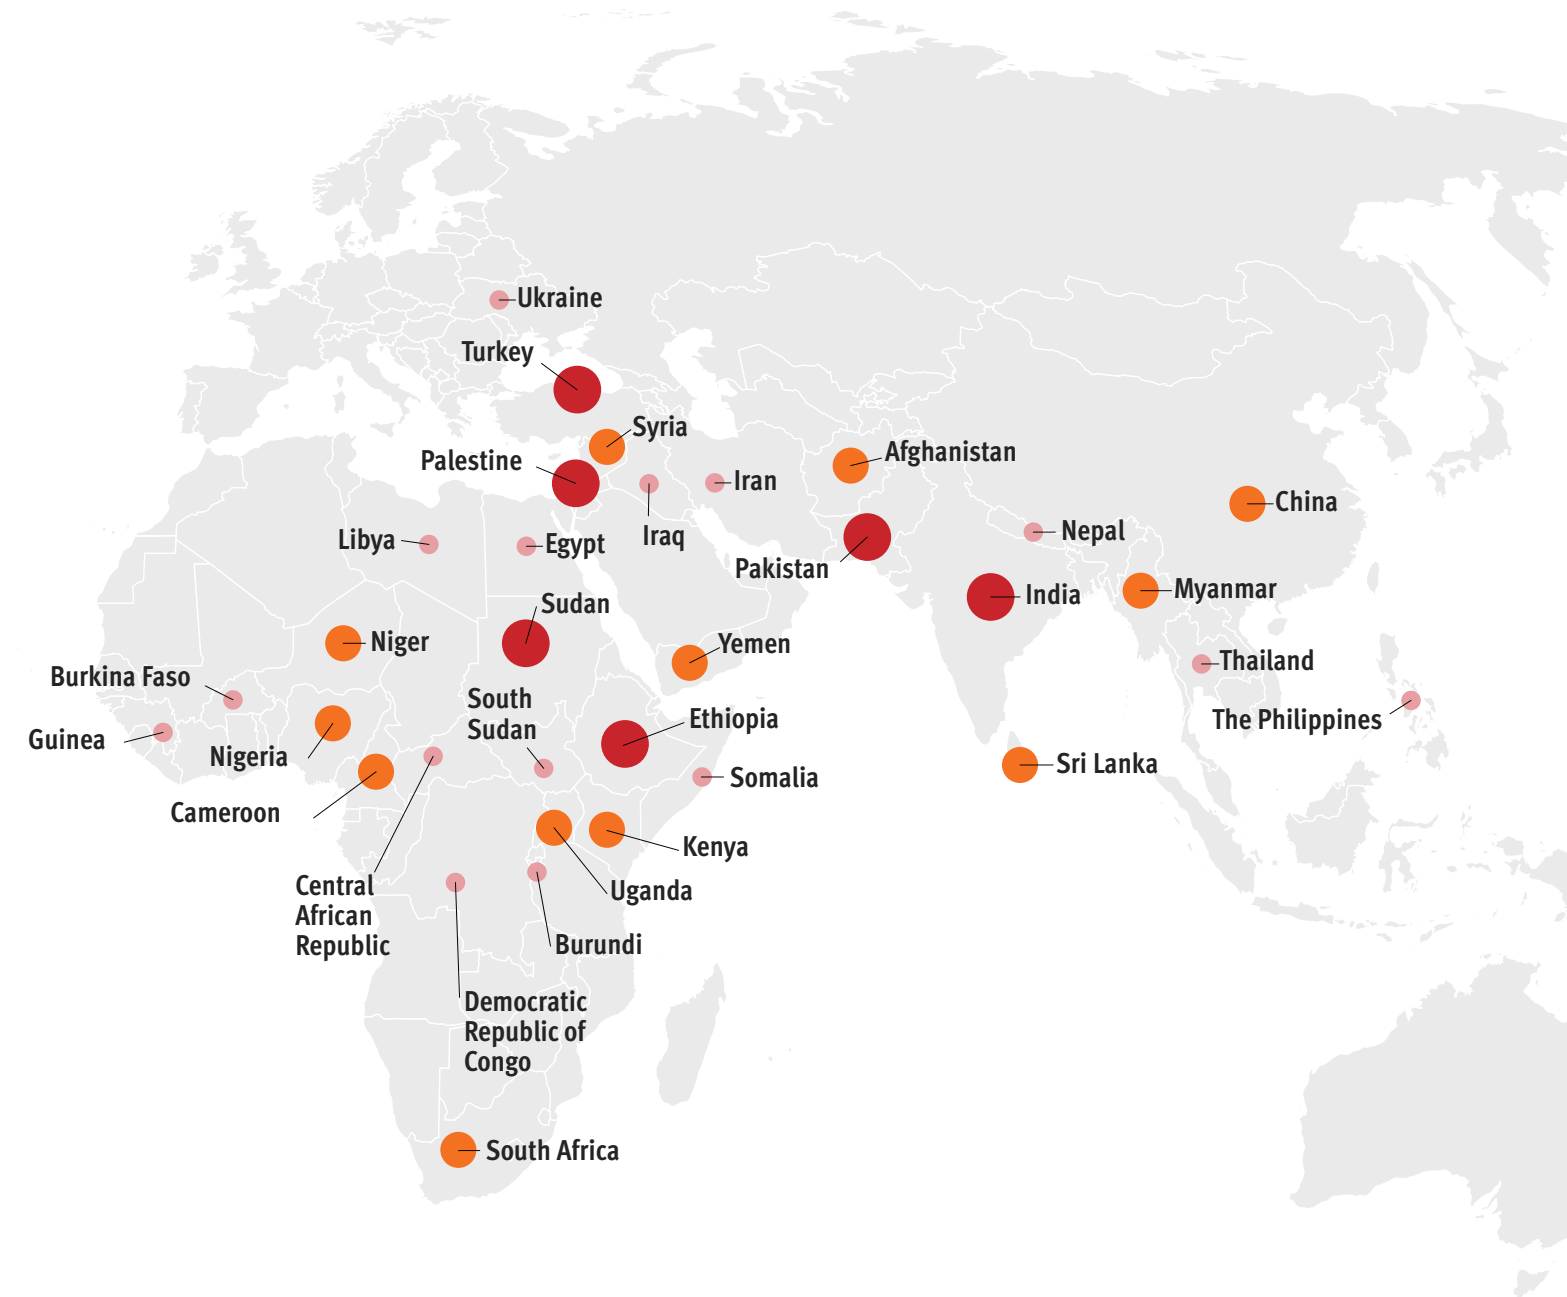 Ukraine
Turkey
Syria
Palestine
Afghanistan
Iran
China
Libya
Egypt
Iraq
Nepal
Pakistan
Myanmar
India
Sudan
Niger
Yemen
Thailand
Burkina Faso
South
Sudan
Ethiopia
The Philippines
Guinea
Nigeria
Somalia
Sri Lanka
Cameroon
Kenya
Central
African
Republic
Uganda
Burundi
Democratic
Republic of
Congo
South Africa